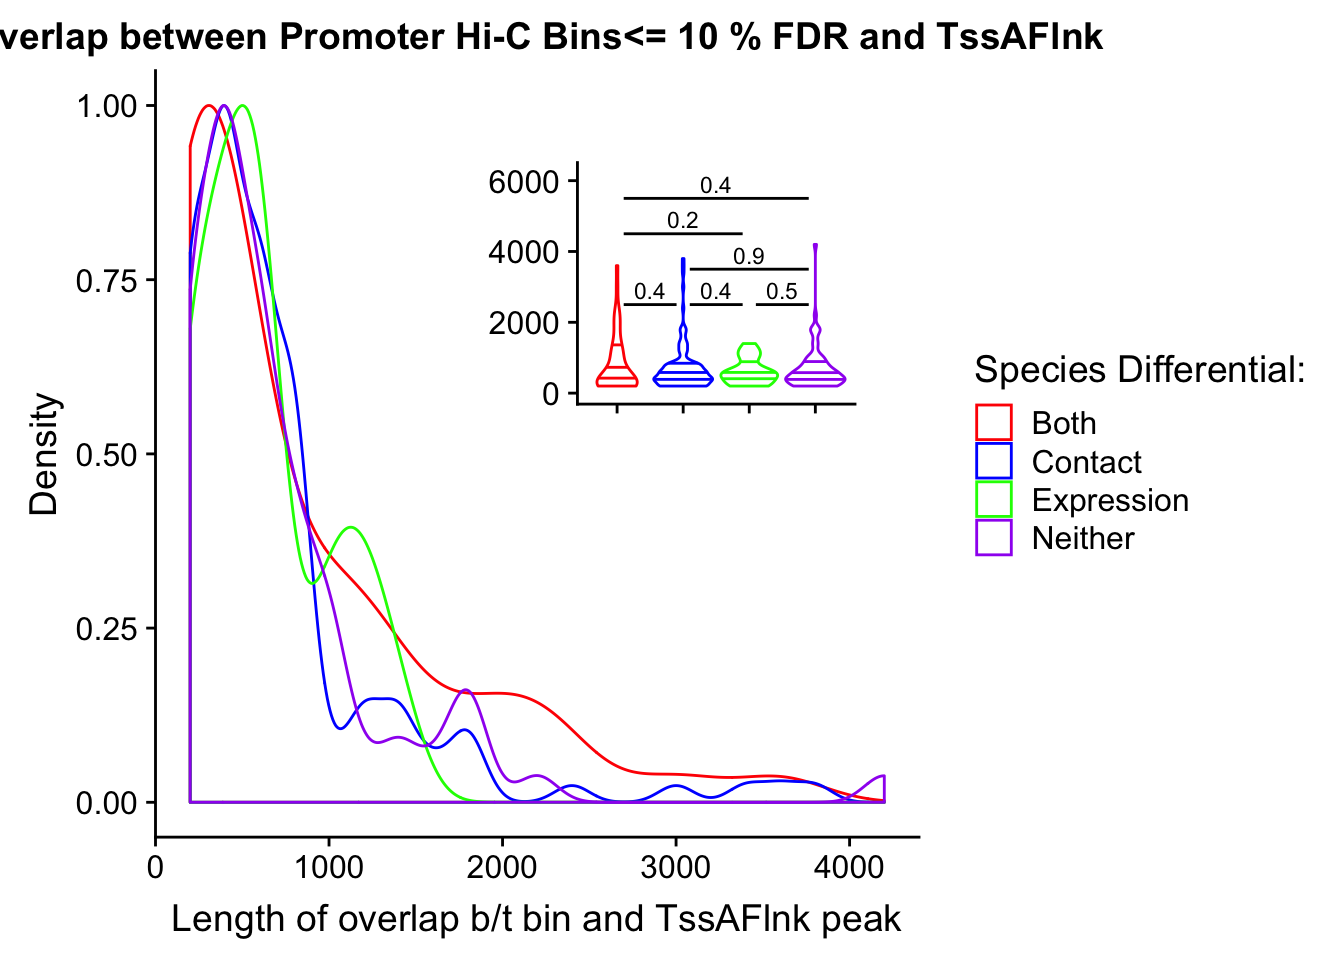 verlap between Promoter Hi-C Bins<= 10 % FDR and TssAFlnk
1.00
0.75
0.50
0.25
0.00
Density
0
1000
2000
3000
4000
Length of overlap b/t bin and TssAFlnk peak
6000
4000
2000
0
0.4
0.2
0.9
0.4
0.4
0.5
Species Differential:
Both
Contact
Expression
Neither